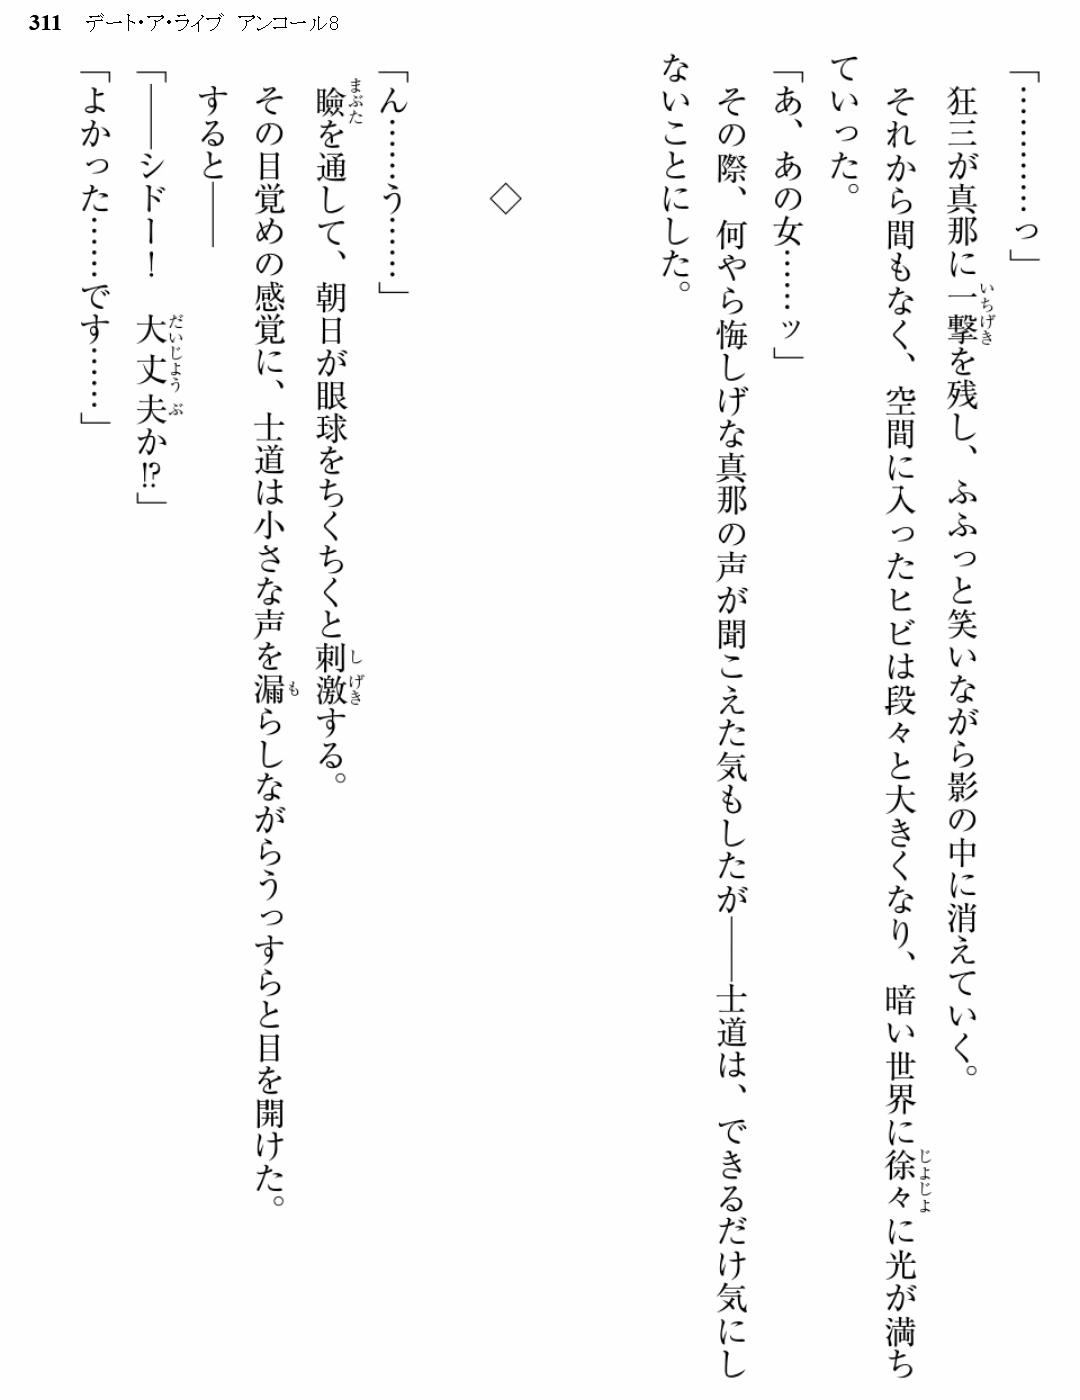 311 デート・ア・ライブ アンコール8
「…………っ」
狂三が真那に一撃を残し、ふふっと笑いながら影の中に消えていく。
それから間もなく、空間に入ったヒビは段々と大きくなり、暗い世界に徐々に光が満ち
ていった。
「あ、あの女……ッ」
その際、何やら悔しげな真那の声が聞こえた気もしたが――士道は、できるだけ気にし
ないことにした。
◇
「ん……う……」
瞼を通して、朝日が眼球をちくちくと刺激する。
その目覚めの感覚に、士道は小さな声を漏らしながらうっすらと目を開けた。
すると――
「――シドー！　大丈夫か!?」
「よかった……です……」